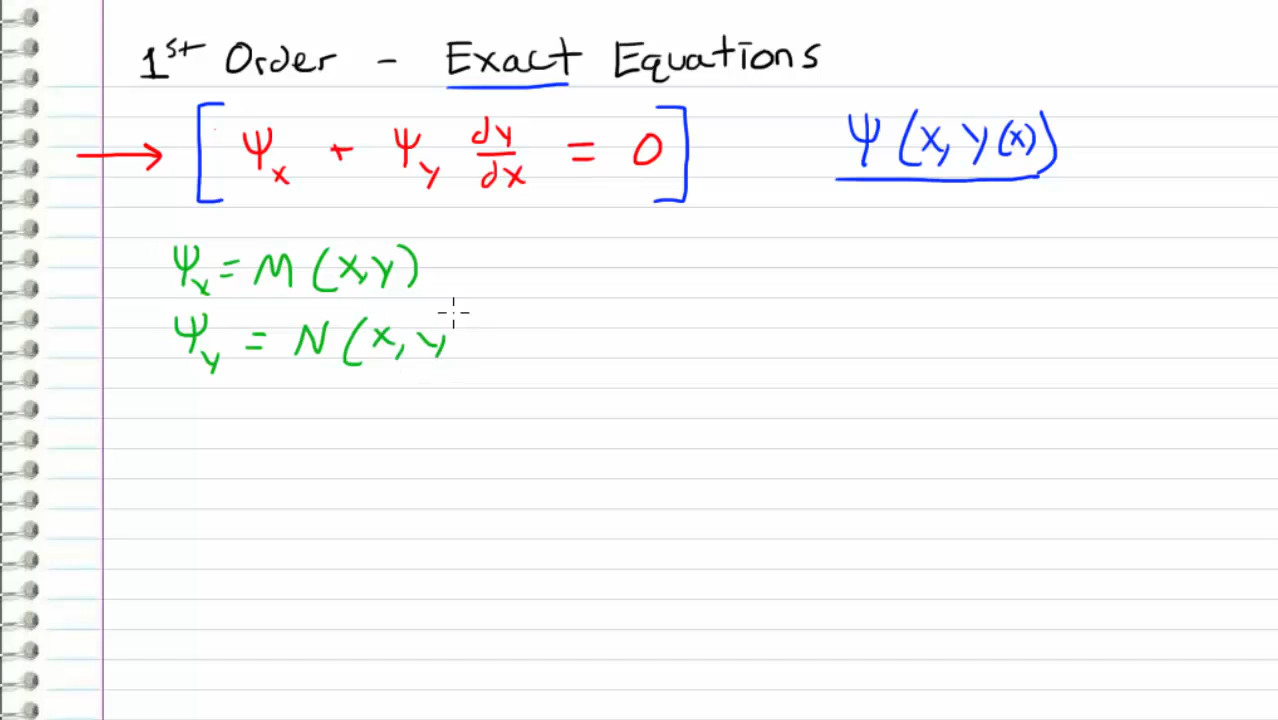 1st Order - Exact Equations
→ [ Ψx + Ψy dy/dx = 0 ] Ψ(x, y(x))
Ψx = M(x,y)
Ψy = N(x, y